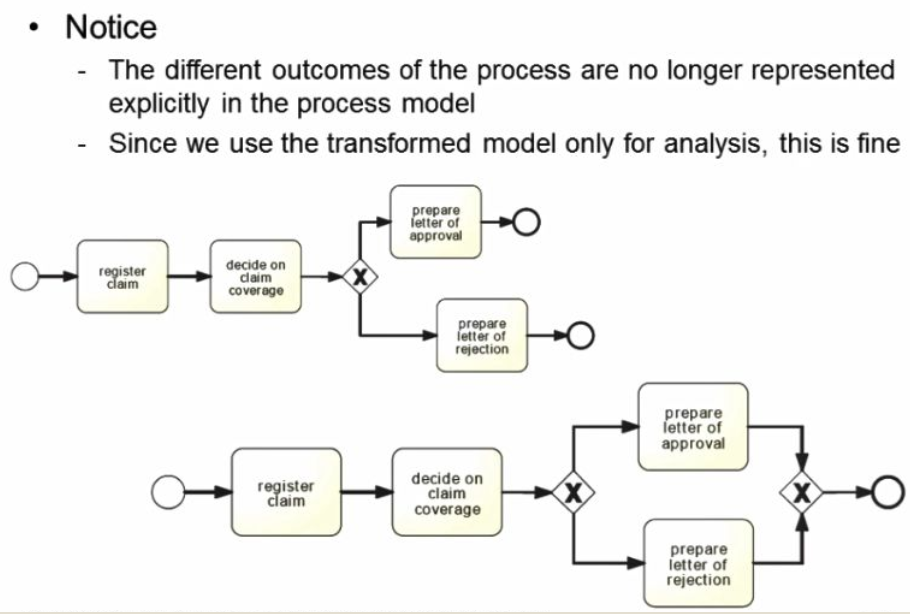 • Notice
- The different outcomes of the process are no longer represented
explicitly in the process model
- Since we use the transformed model only for analysis, this is fine
prepare
letter of
approval
register
claim
decide on
claim
coverage
X
prepare
letter of
rejection
prepare
letter of
approval
register
claim
decide on
claim
coverage
X
X
prepare
letter of
rejection